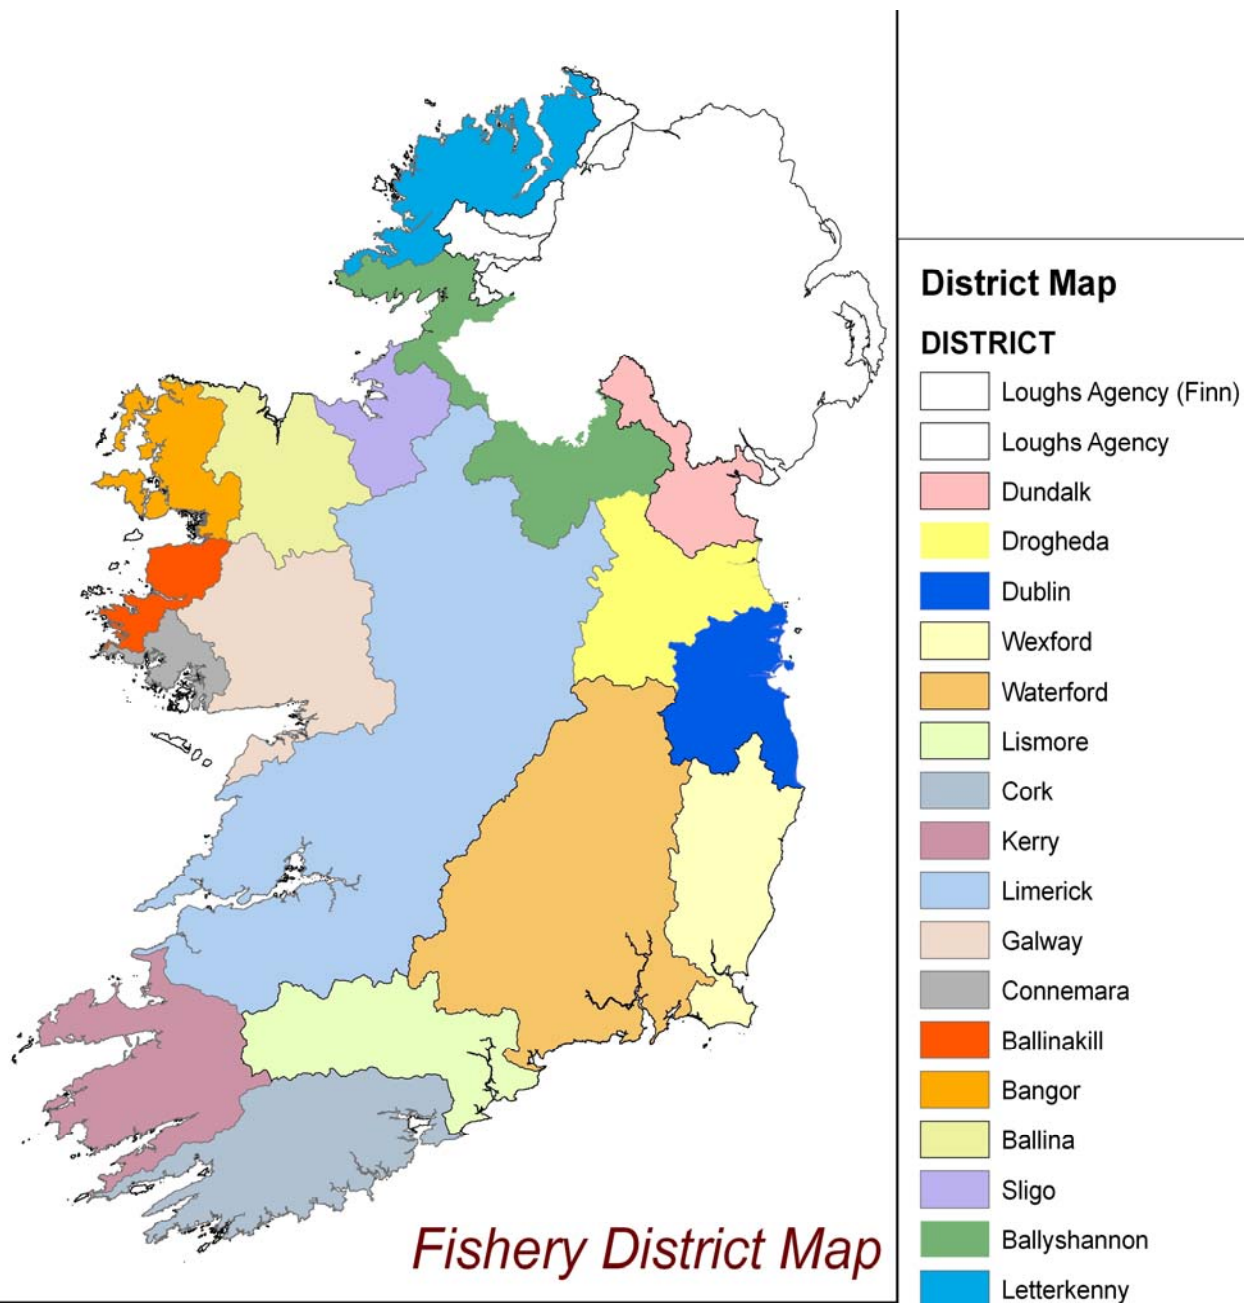 District Map
DISTRICT
Loughs Agency (Finn)
Loughs Agency
Dundalk
Drogheda
Dublin
Wexford
Waterford
Lismore
Cork
Kerry
Limerick
Galway
Connemara
Ballinakill
Bangor
Ballina
Sligo
Ballyshannon
Letterkenny
Fishery District Map